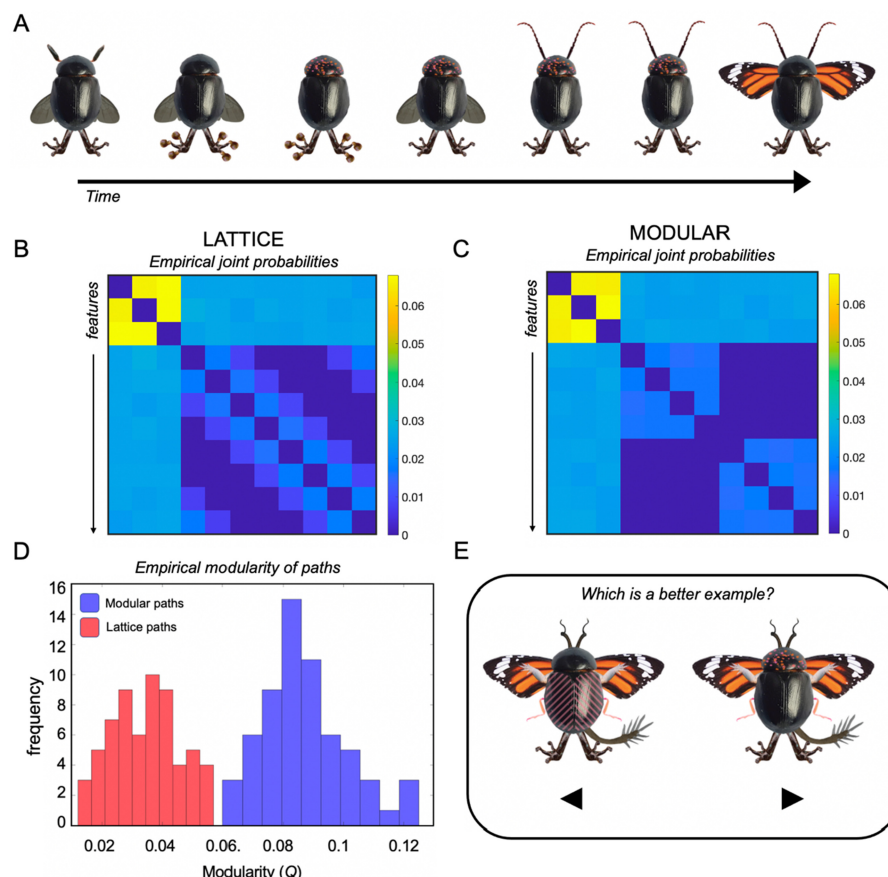 A
Time
B
LATTICE
Empirical joint probabilities
features
0.06
0.05
0.04
0.03
0.02
0.01
0
C
MODULAR
Empirical joint probabilities
features
0.06
0.05
0.04
0.03
0.02
0.01
0
D
Empirical modularity of paths
16
14
12
10
8
6
4
2
0
frequency
Modular paths
Lattice paths
0.02 0.04 0.06. 0.08 0.1 0.12
Modularity (Q)
E
Which is a better example?